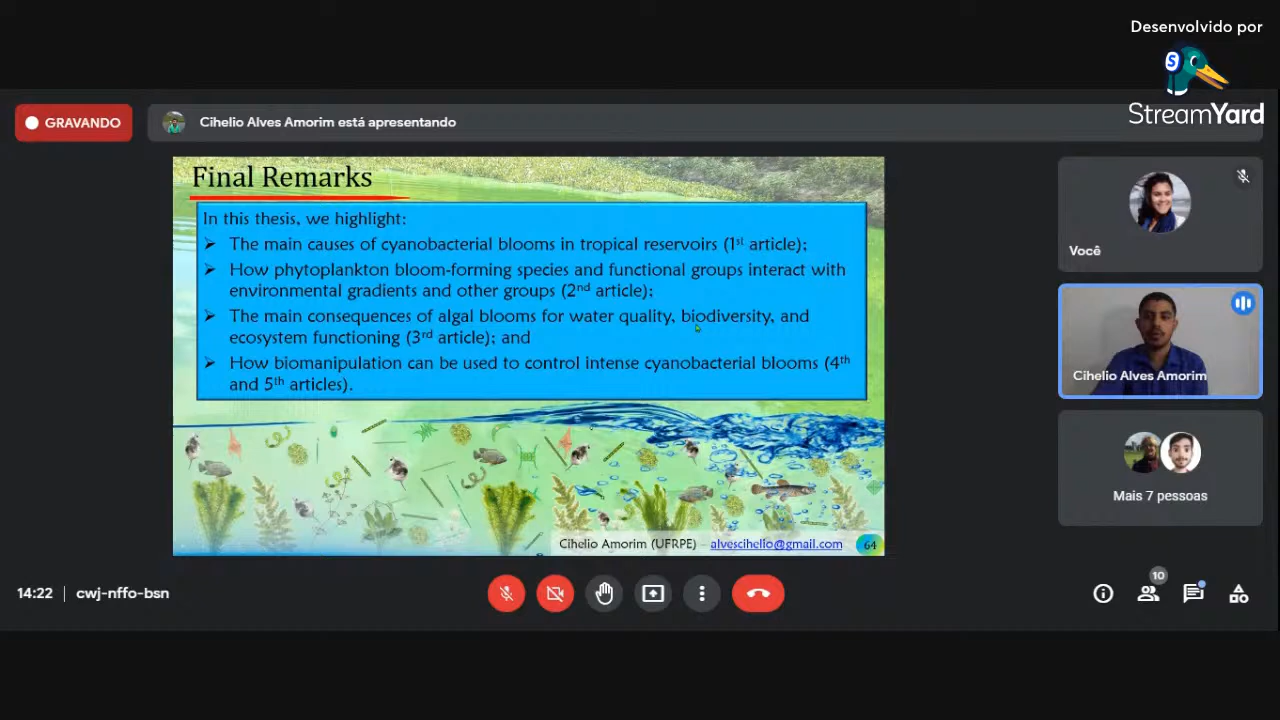 Desenvolvido por
StreamYard
GRAVANDO
Cihelio Alves Amorim está apresentando
Final Remarks
In this thesis, we highlight:
➢ The main causes of cyanobacterial blooms in tropical reservoirs (1st article);
➢ How phytoplankton bloom-forming species and functional groups interact with
environmental gradients and other groups (2nd article);
➢ The main consequences of algal blooms for water quality, biodiversity, and
ecosystem functioning (3rd article); and
➢ How biomanipulation can be used to control intense cyanobacterial blooms (4th
and 5th articles).
Cihelio Amorim (UFRPE) – alvescihelio@gmail.com 64
Você
Cihelio Alves Amorim
Mais 7 pessoas
14:22 | cwj-nffo-bsn
10